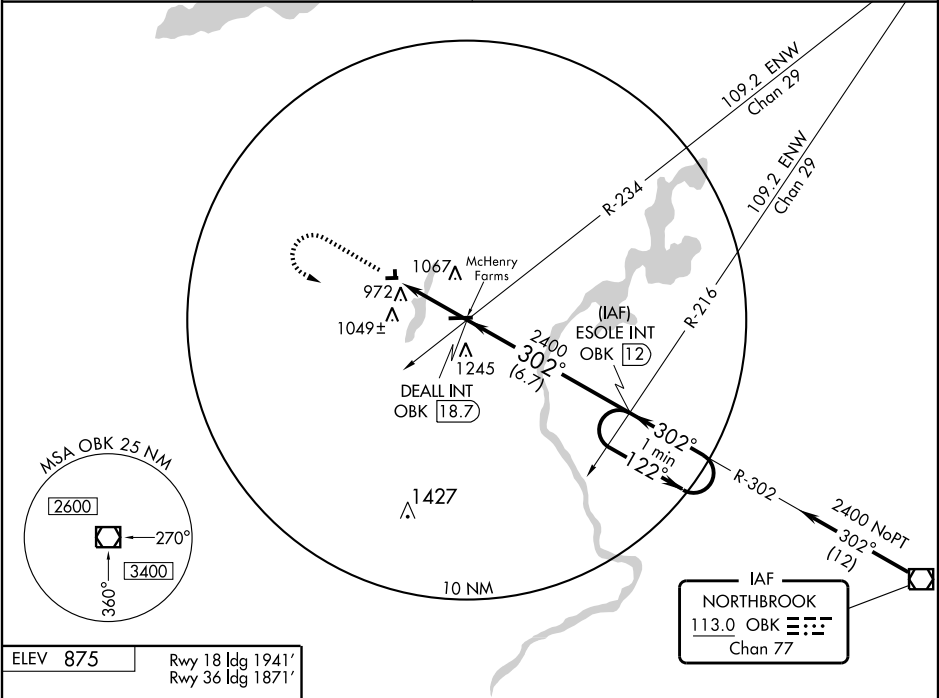 109.2 ENW
Chan 29
109.2 ENW
Chan 29
R-234
R-216
1067
McHenry
Farms
972
1049±
1245
DEALL INT
OBK 18.7
2400
302°
(6.7)
(IAF)
ESOLE INT
OBK 12
302°
1 min
122°
R-302
2400 NoPT
302°
(12)
MSA OBK 25 NM
2600
270°
3400
360°
1427
10 NM
IAF
NORTHBROOK
113.0 OBK
Chan 77
ELEV 875
Rwy 18 ldg 1941'
Rwy 36 ldg 1871'